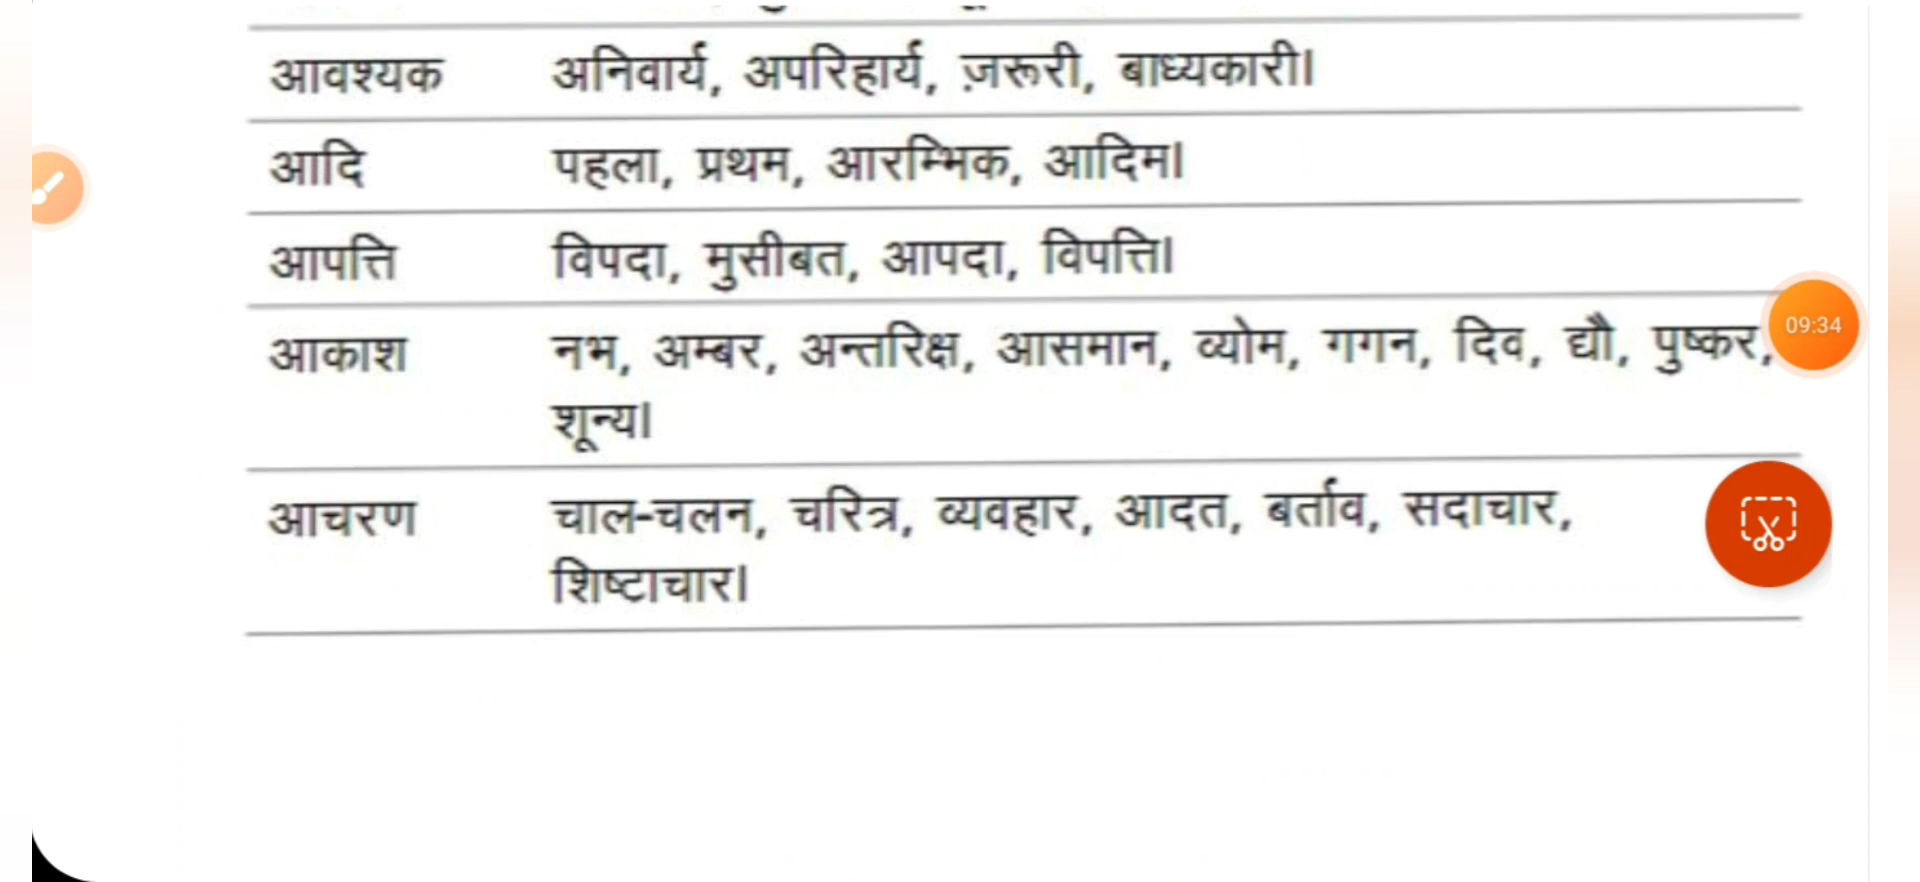 आवश्यक अनिवार्य, अपरिहार्य, ज़रूरी, बाध्यकारी।
आदि पहला, प्रथम, आरम्भिक, आदिम।
आपत्ति विपदा, मुसीबत, आपदा, विपत्ति।
आकाश नभ, अम्बर, अन्तरिक्ष, आसमान, व्योम, गगन, दिव, द्यौ, पुष्कर,
09:34
शून्य।
आचरण चाल-चलन, चरित्र, व्यवहार, आदत, बर्ताव, सदाचार,
शिष्टाचार।